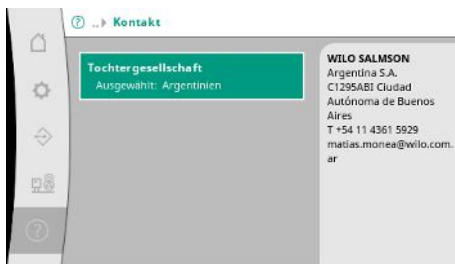 ? ..▸ Kontakt
Tochtergesellschaft
Ausgewählt: Argentinien
WILO SALMSON
Argentina S.A.
C1295ABI Ciudad
Autónoma de Buenos
Aires
T +54 11 4361 5929
matias.monea@wilo.com.
ar
?